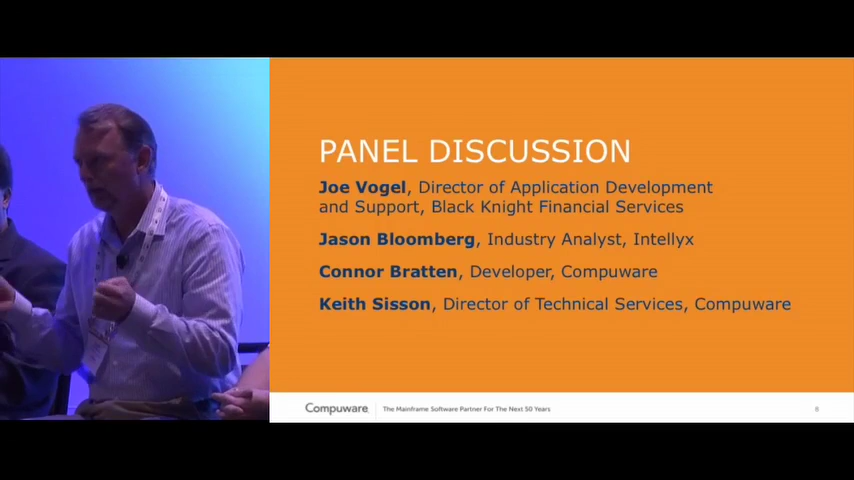 PANEL DISCUSSION
Joe Vogel, Director of Application Development
and Support, Black Knight Financial Services
Jason Bloomberg, Industry Analyst, Intellyx
Connor Bratten, Developer, Compuware
Keith Sisson, Director of Technical Services, Compuware
Compuware
The Mainframe Software Partner For The Next 50 Years
8